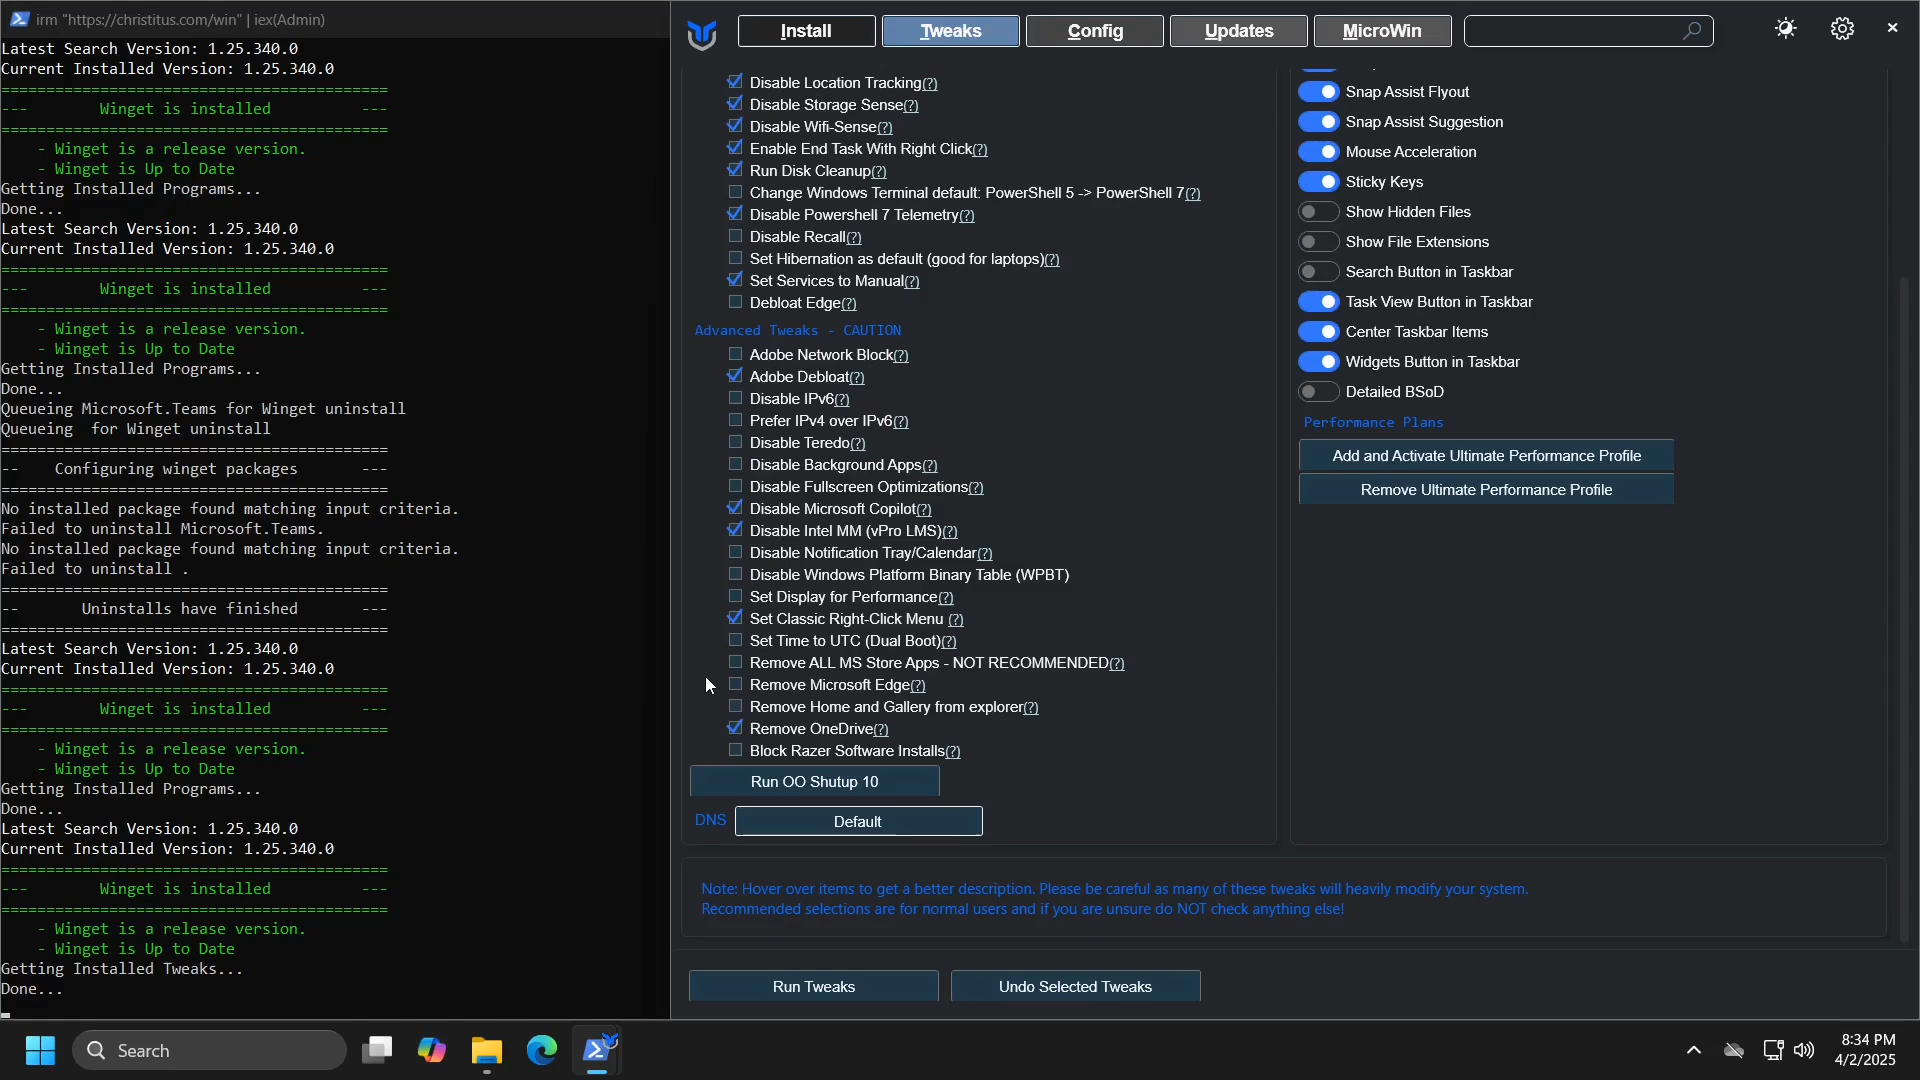 irm "https://christitus.com/win" | iex(Admin)
Latest Search Version: 1.25.340.0
Current Installed Version: 1.25.340.0
===========================================
---        Winget is installed          ---
===========================================
    - Winget is a release version.
    - Winget is Up to Date
Getting Installed Programs...
Done...
Latest Search Version: 1.25.340.0
Current Installed Version: 1.25.340.0
===========================================
---        Winget is installed          ---
===========================================
    - Winget is a release version.
    - Winget is Up to Date
Getting Installed Programs...
Done...
Queueing Microsoft.Teams for Winget uninstall
Queueing  for Winget uninstall
===========================================
--    Configuring winget packages       ---
===========================================
No installed package found matching input criteria.
Failed to uninstall Microsoft.Teams.
No installed package found matching input criteria.
Failed to uninstall .
===========================================
--       Uninstalls have finished       ---
===========================================
Latest Search Version: 1.25.340.0
Current Installed Version: 1.25.340.0
===========================================
---        Winget is installed          ---
===========================================
    - Winget is a release version.
    - Winget is Up to Date
Getting Installed Programs...
Done...
Latest Search Version: 1.25.340.0
Current Installed Version: 1.25.340.0
===========================================
---        Winget is installed          ---
===========================================
    - Winget is a release version.
    - Winget is Up to Date
Getting Installed Tweaks...
Done...
Install Tweaks Config Updates MicroWin
Disable Location Tracking(?)
Disable Storage Sense(?)
Disable Wifi-Sense(?)
Enable End Task With Right Click(?)
Run Disk Cleanup(?)
Change Windows Terminal default: PowerShell 5 -> PowerShell 7(?)
Disable Powershell 7 Telemetry(?)
Disable Recall(?)
Set Hibernation as default (good for laptops)(?)
Set Services to Manual(?)
Debloat Edge(?)
Advanced Tweaks - CAUTION
Adobe Network Block(?)
Adobe Debloat(?)
Disable IPv6(?)
Prefer IPv4 over IPv6(?)
Disable Teredo(?)
Disable Background Apps(?)
Disable Fullscreen Optimizations(?)
Disable Microsoft Copilot(?)
Disable Intel MM (vPro LMS)(?)
Disable Notification Tray/Calendar(?)
Disable Windows Platform Binary Table (WPBT)
Set Display for Performance(?)
Set Classic Right-Click Menu (?)
Set Time to UTC (Dual Boot)(?)
Remove ALL MS Store Apps - NOT RECOMMENDED(?)
Remove Microsoft Edge(?)
Remove Home and Gallery from explorer(?)
Remove OneDrive(?)
Block Razer Software Installs(?)
Run OO Shutup 10
DNS Default
Snap Assist Flyout
Snap Assist Suggestion
Mouse Acceleration
Sticky Keys
Show Hidden Files
Show File Extensions
Search Button in Taskbar
Task View Button in Taskbar
Center Taskbar Items
Widgets Button in Taskbar
Detailed BSoD
Performance Plans
Add and Activate Ultimate Performance Profile
Remove Ultimate Performance Profile
Note: Hover over items to get a better description. Please be careful as many of these tweaks will heavily modify your system.
Recommended selections are for normal users and if you are unsure do NOT check anything else!
Run Tweaks Undo Selected Tweaks
Search
8:34 PM
4/2/2025